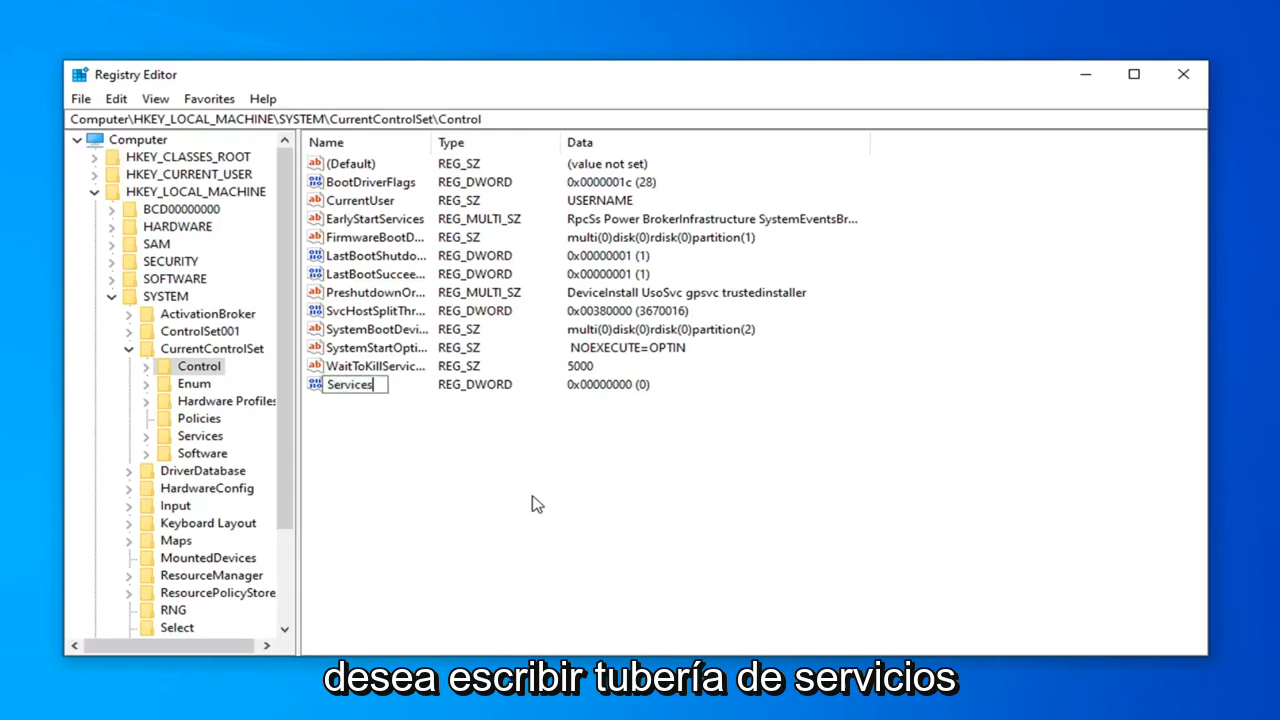 Registry Editor
File Edit View Favorites Help
Computer\HKEY_LOCAL_MACHINE\SYSTEM\CurrentControlSet\Control
Computer
HKEY_CLASSES_ROOT
HKEY_CURRENT_USER
HKEY_LOCAL_MACHINE
BCD00000000
HARDWARE
SAM
SECURITY
SOFTWARE
SYSTEM
ActivationBroker
ControlSet001
CurrentControlSet
Control
Enum
Hardware Profiles
Policies
Services
Software
DriverDatabase
HardwareConfig
Input
Keyboard Layout
Maps
MountedDevices
ResourceManager
ResourcePolicyStore
RNG
Select
Name Type Data
(Default) REG_SZ (value not set)
BootDriverFlags REG_DWORD 0x0000001c (28)
CurrentUser REG_SZ USERNAME
EarlyStartServices REG_MULTI_SZ RpcSs Power BrokerInfrastructure SystemEventsBr...
FirmwareBootD... REG_SZ multi(0)disk(0)rdisk(0)partition(1)
LastBootShutdo... REG_DWORD 0x00000001 (1)
LastBootSuccee... REG_DWORD 0x00000001 (1)
PreshutdownOr... REG_MULTI_SZ DeviceInstall UsoSvc gpsvc trustedinstaller
SvcHostSplitThr... REG_DWORD 0x00380000 (3670016)
SystemBootDevi... REG_SZ multi(0)disk(0)rdisk(0)partition(2)
SystemStartOpti... REG_SZ NOEXECUTE=OPTIN
WaitToKillServic... REG_SZ 5000
Services REG_DWORD 0x00000000 (0)
desea escribir tubería de servicios